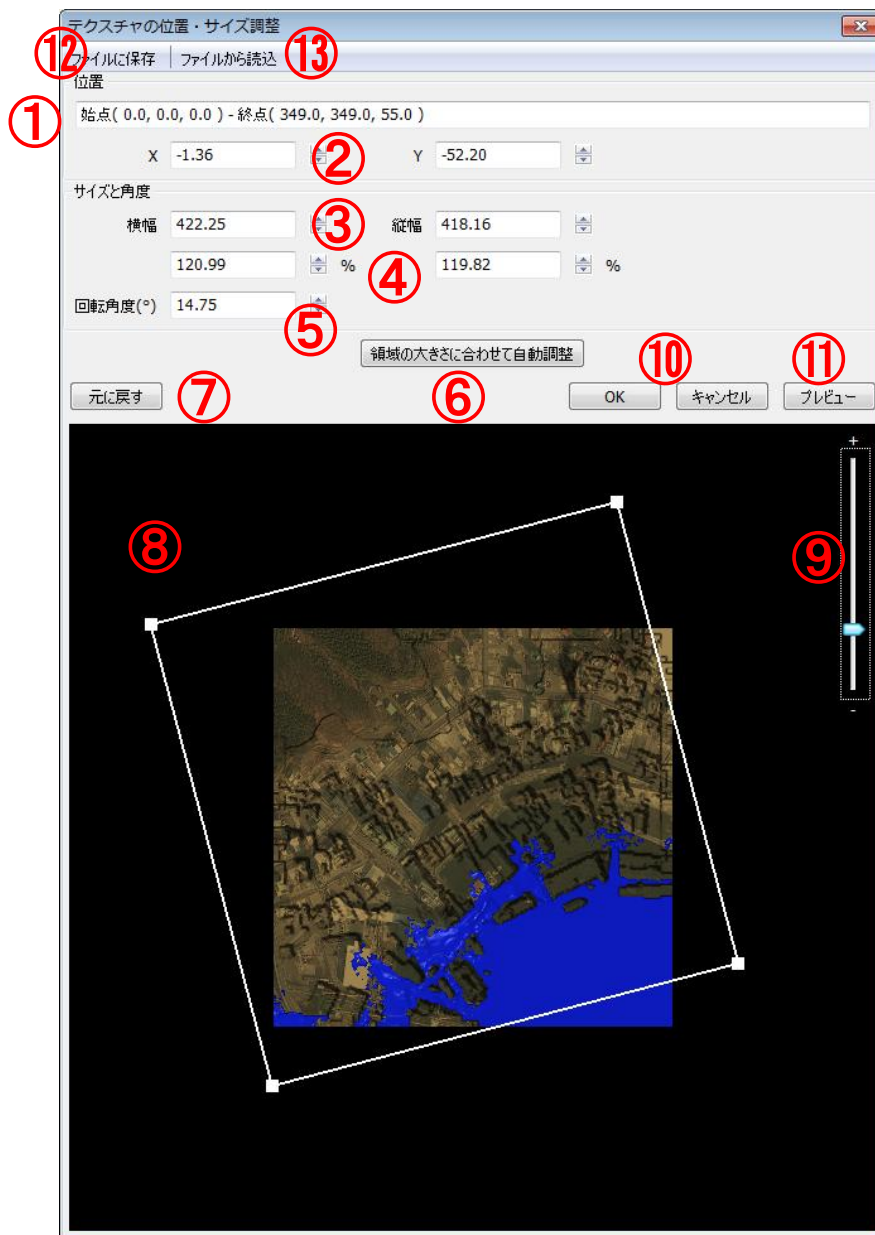 テクスチャの位置・サイズ調整
⑫ ファイルに保存 ファイルから読込 ⑬
位置
① 始点( 0.0, 0.0, 0.0 ) - 終点( 349.0, 349.0, 55.0 )
X -1.36 ② Y -52.20
サイズと角度
横幅 422.25 ③ 縦幅 418.16
120.99 % ④ 119.82 %
回転角度(°) 14.75 ⑤
領域の大きさに合わせて自動調整
元に戻す ⑦ ⑥ OK ⑩ キャンセル ⑪ プレビュー
+
⑧ ⑨
-